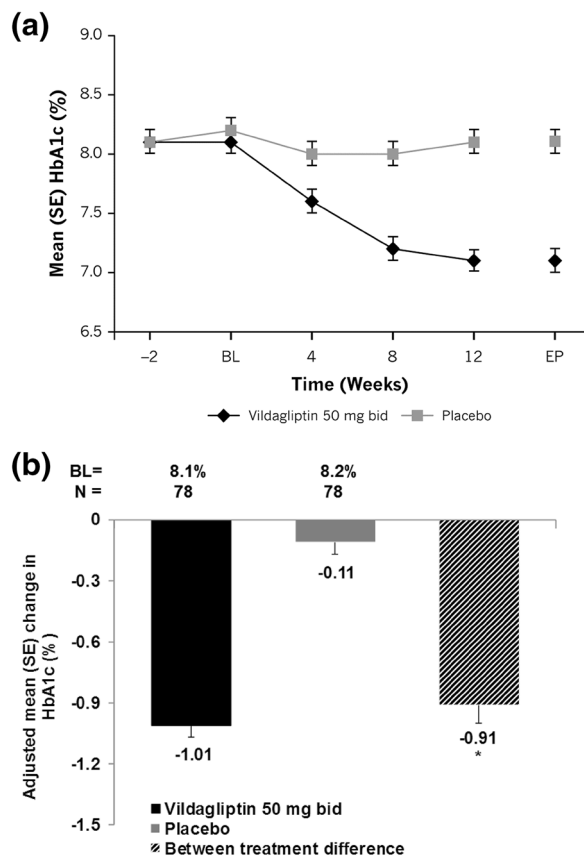 (a)
Mean (SE) HbA1c (%)
9.0
8.5
8.0
7.5
7.0
6.5
−2 BL 4 8 12 EP
Time (Weeks)
Vildagliptin 50 mg bid Placebo
(b)
BL= 8.1% 8.2%
N = 78 78
Adjusted mean (SE) change in
HbA1c (% )
0
-0.3
-0.6
-0.9
-1.2
-1.5
-1.01
-0.11
-0.91
*
Vildagliptin 50 mg bid
Placebo
Between treatment difference